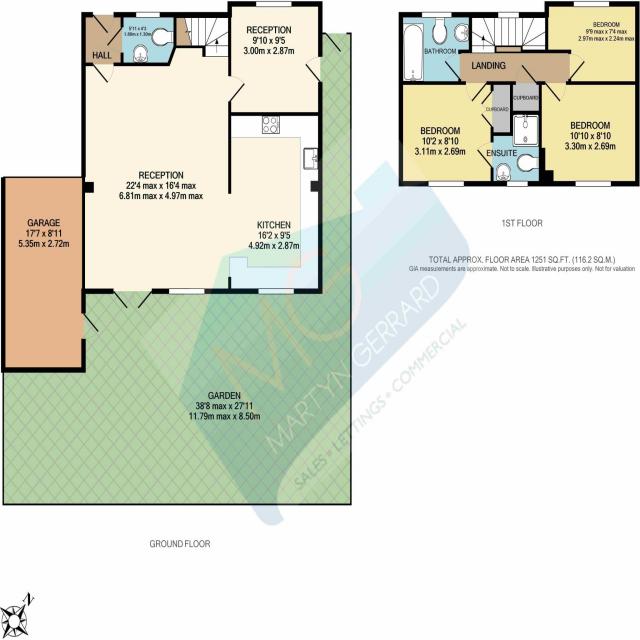 HALL
5'11 x 4'3
1.80m x 1.30m
RECEPTION
9'10 x 9'5
3.00m x 2.87m
RECEPTION
22'4 max x 16'4 max
6.81m max x 4.97m max
KITCHEN
16'2 x 9'5
4.92m x 2.87m
GARAGE
17'7 x 8'11
5.35m x 2.72m
GARDEN
38'8 max x 27'11
11.79m max x 8.50m
GROUND FLOOR
BATHROOM
LANDING
BEDROOM
9'9 max x 7'4 max
2.97m max x 2.24m max
CUPBOARD
CUPBOARD
BEDROOM
10'2 x 8'10
3.11m x 2.69m
ENSUITE
BEDROOM
10'10 x 8'10
3.30m x 2.69m
1ST FLOOR
TOTAL APPROX. FLOOR AREA 1251 SQ.FT. (116.2 SQ.M.)
GIA measurements are approximate. Not to scale. Illustrative purposes only. Not for valuation
MG
MARTYN GERRARD
SALES • LETTINGS • COMMERCIAL
N